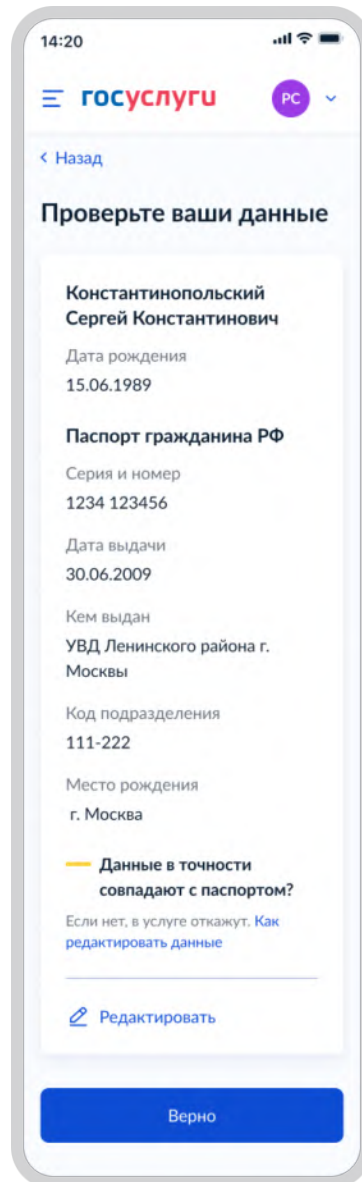 14:20
госуслуги
РС
Назад
Проверьте ваши данные
Константинопольский
Сергей Константинович
Дата рождения
15.06.1989
Паспорт гражданина РФ
Серия и номер
1234 123456
Дата выдачи
30.06.2009
Кем выдан
УВД Ленинского района г.
Москвы
Код подразделения
111-222
Место рождения
г. Москва
Данные в точности
совпадают с паспортом?
Если нет, в услуге откажут. Как
редактировать данные
Редактировать
Верно